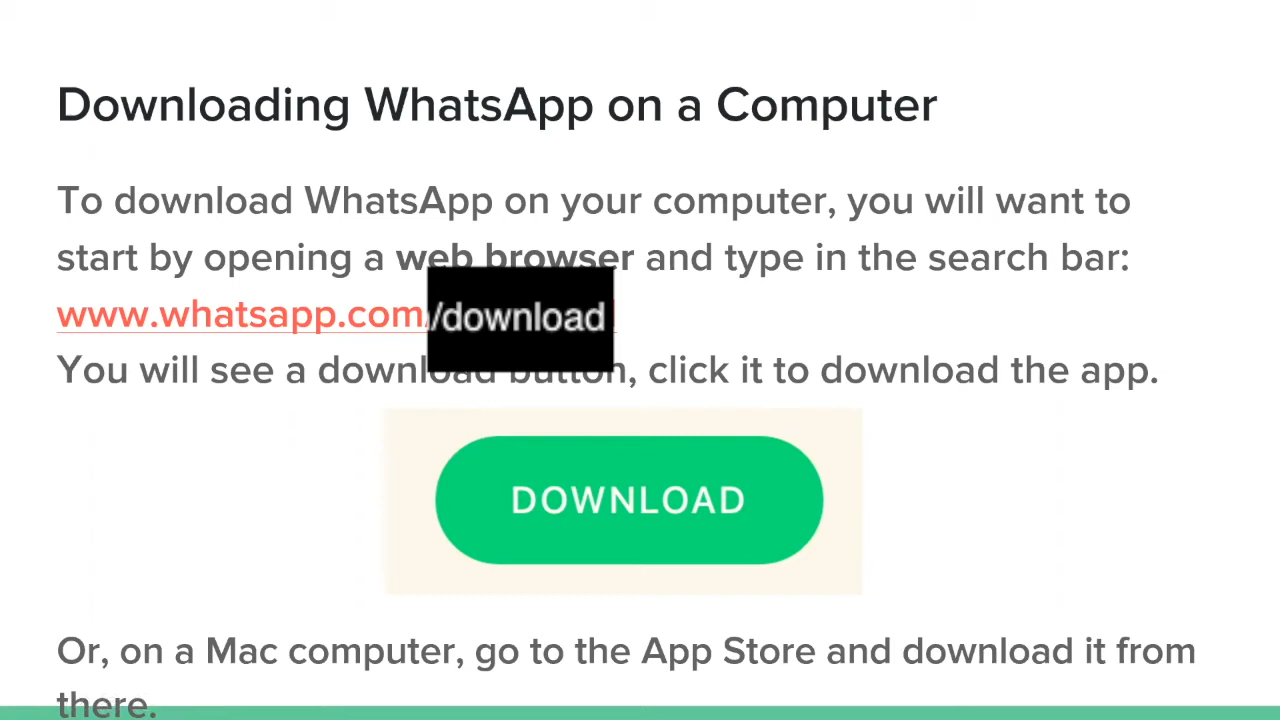 Downloading WhatsApp on a Computer
To download WhatsApp on your computer, you will want to
start by opening a web browser and type in the search bar:
www.whatsapp.com/download
You will see a download button, click it to download the app.
DOWNLOAD
Or, on a Mac computer, go to the App Store and download it from
there.